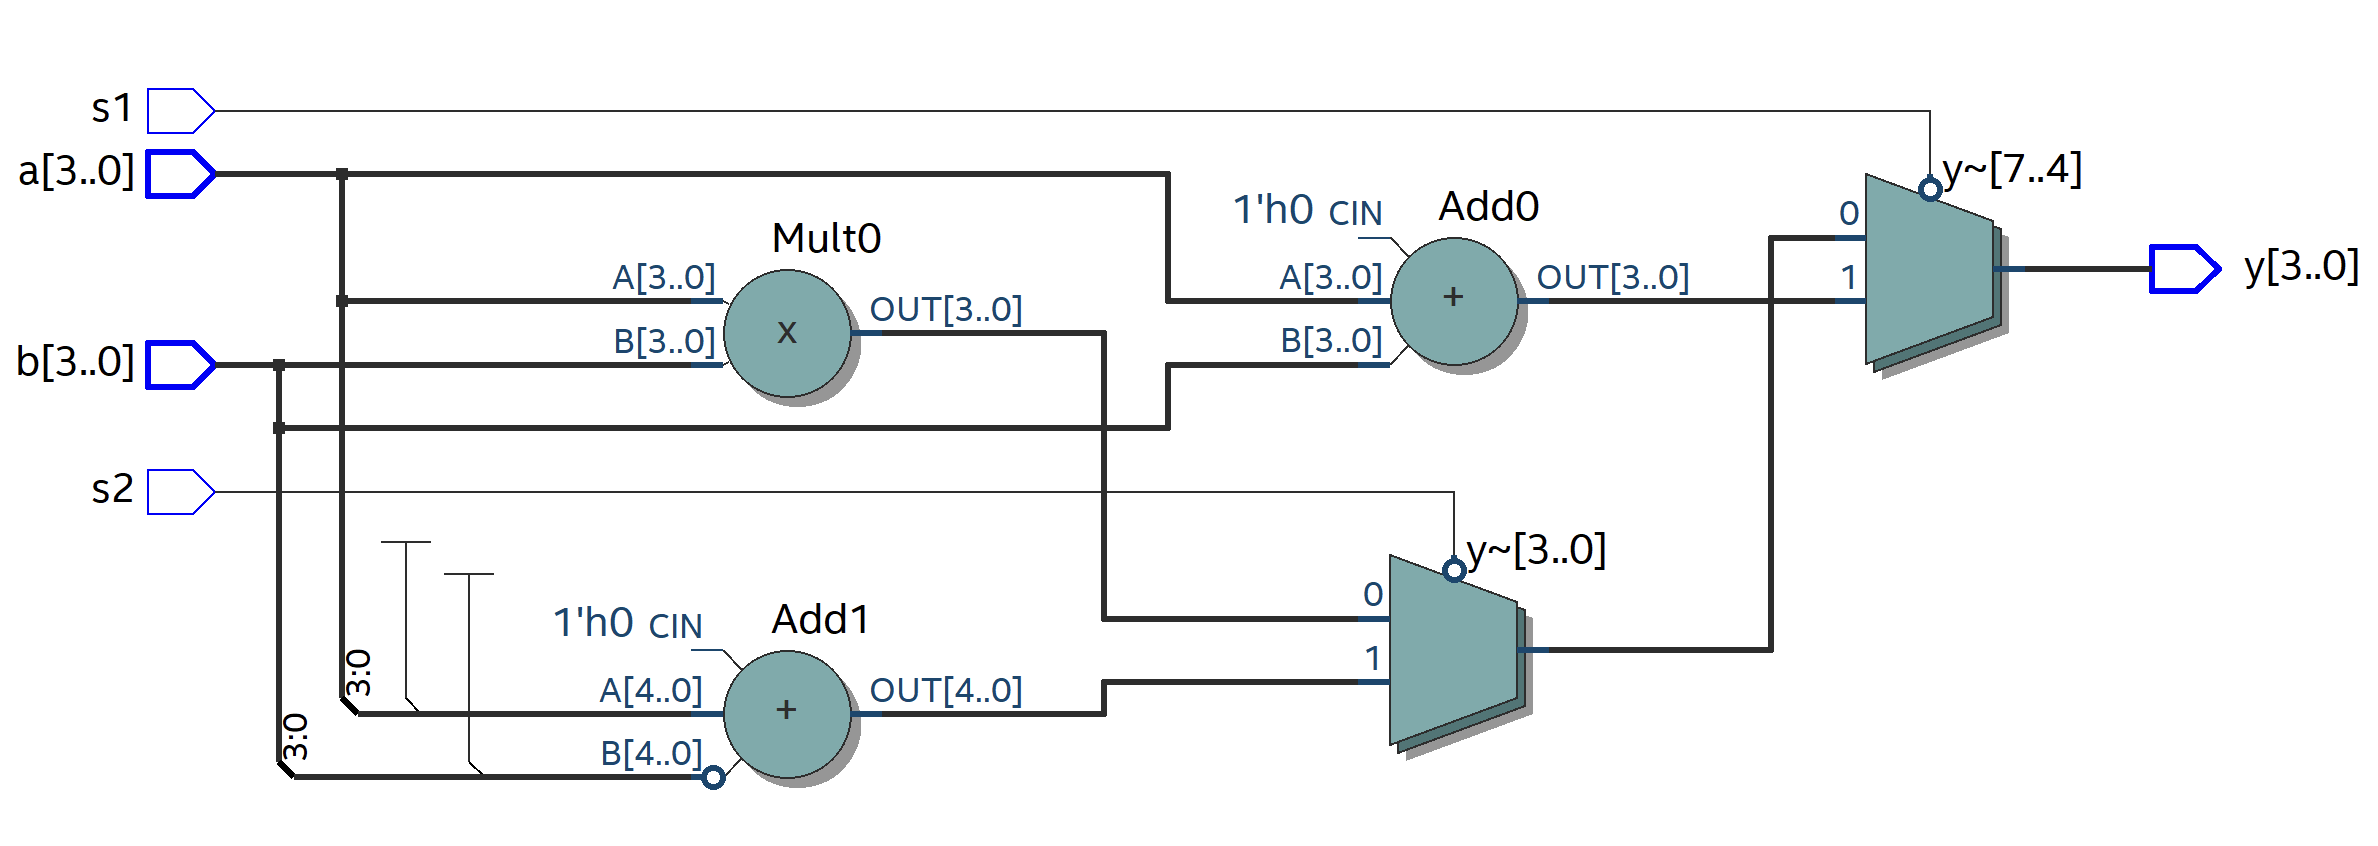 s1
a[3..0]
b[3..0]
s2
Mult0
A[3..0]
B[3..0]
x
OUT[3..0]
1'h0 CIN
Add0
A[3..0]
B[3..0]
+
OUT[3..0]
y~[7..4]
0
1
y[3..0]
3:0
3:0
1'h0 CIN
Add1
A[4..0]
B[4..0]
+
OUT[4..0]
y~[3..0]
0
1